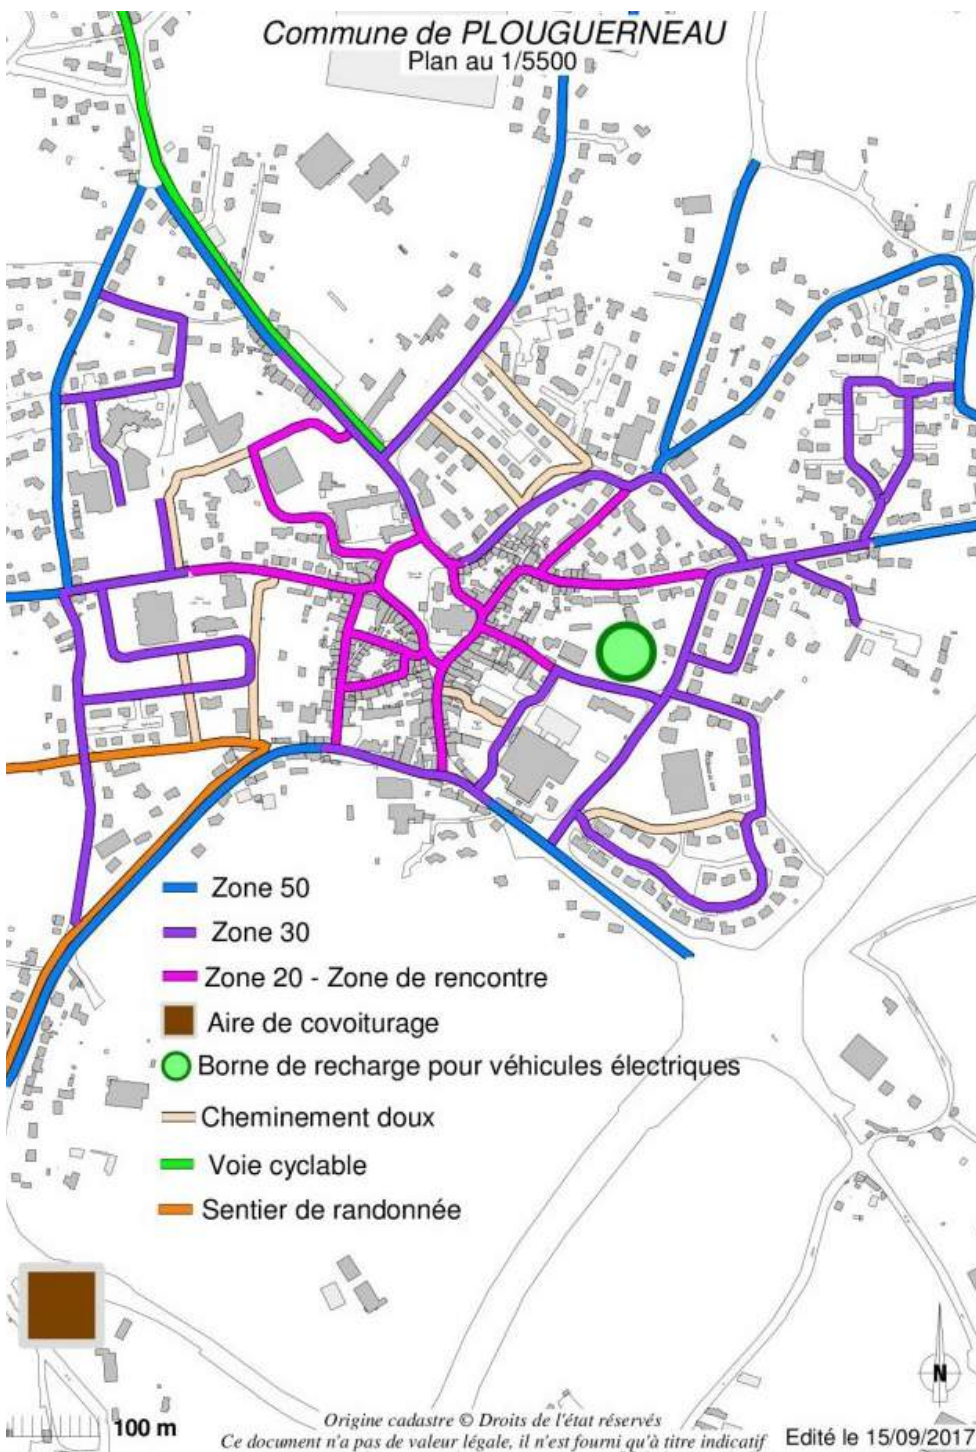 Commune de PLOUGUERNEAU
Plan au 1/5500
Zone 50
Zone 30
Zone 20 - Zone de rencontre
Aire de covoiturage
Borne de recharge pour véhicules électriques
Cheminement doux
Voie cyclable
Sentier de randonnée
N
100 m
Origine cadastre © Droits de l'état réservés
Ce document n'a pas de valeur légale, il n'est fourni qu'à titre indicatif
Edité le 15/09/2017